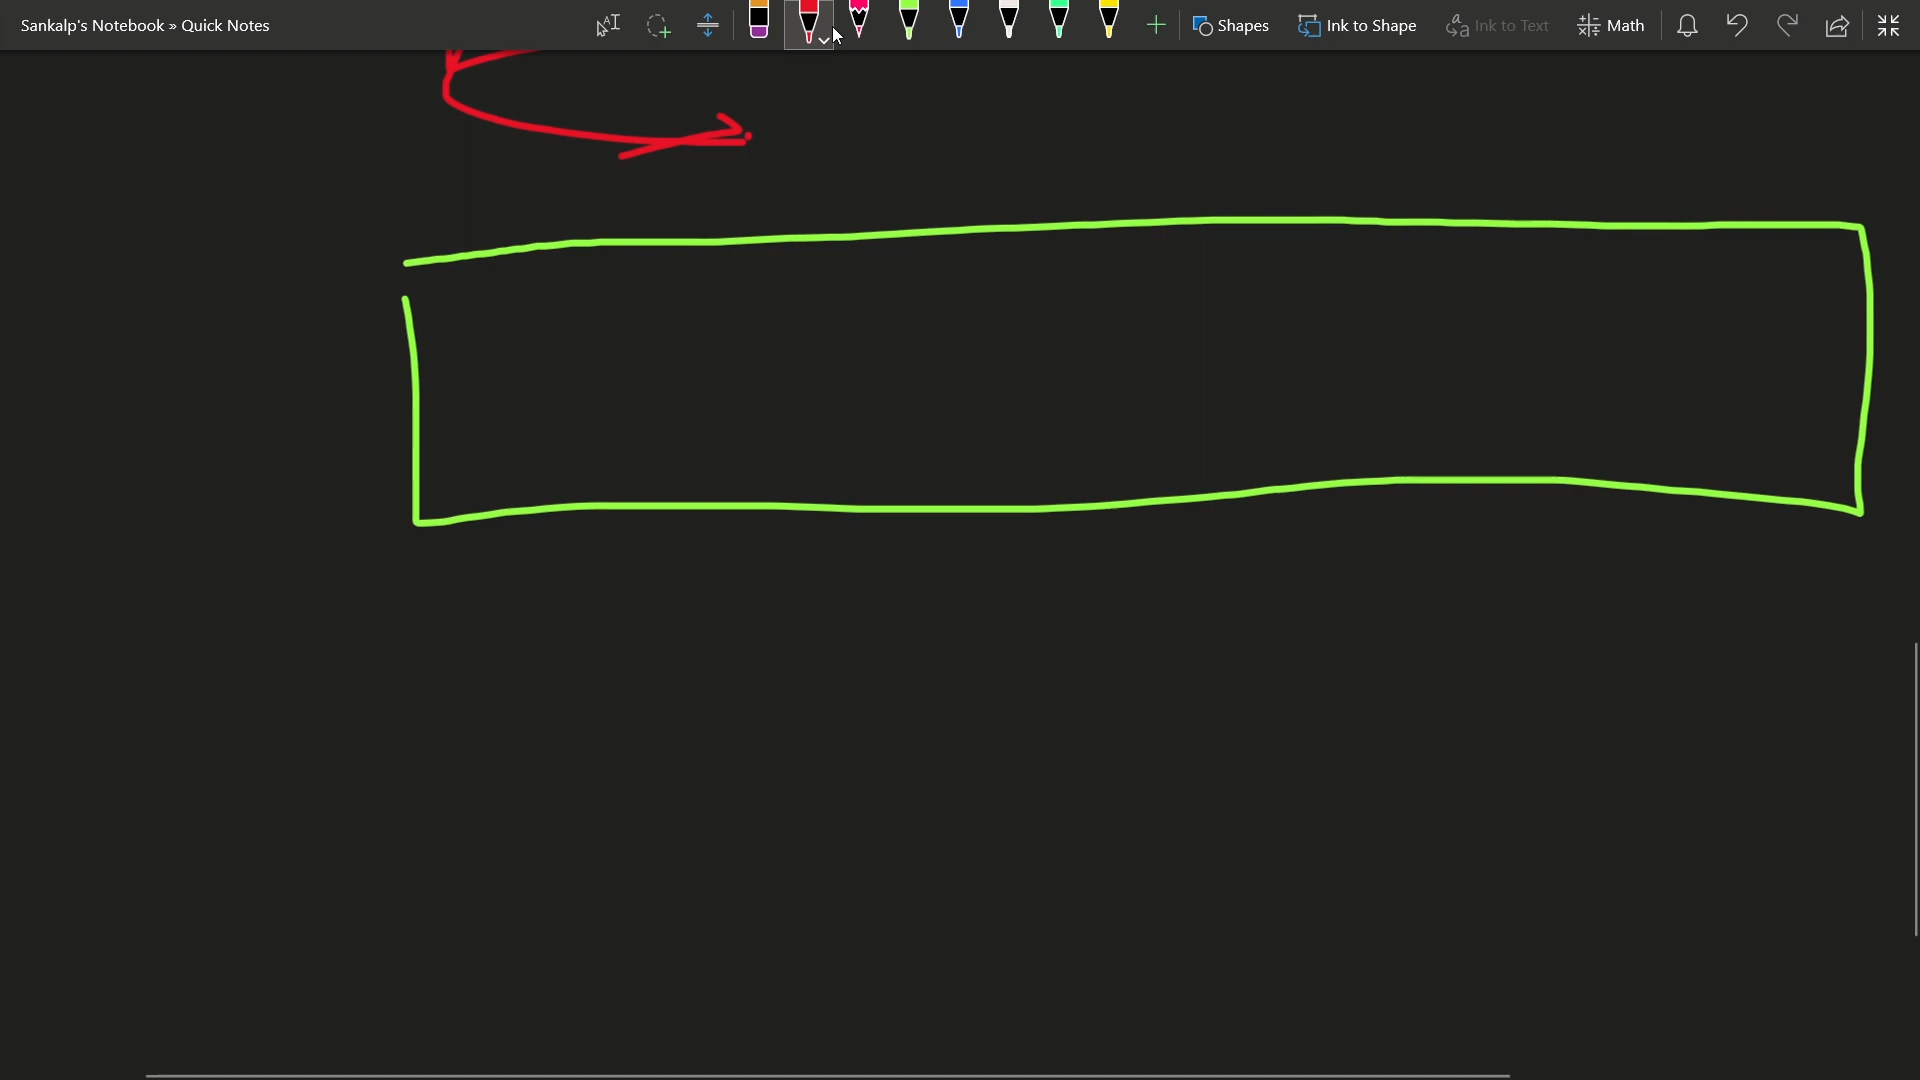 Sankalp's Notebook » Quick Notes
Shapes
Ink to Shape
Ink to Text
Math